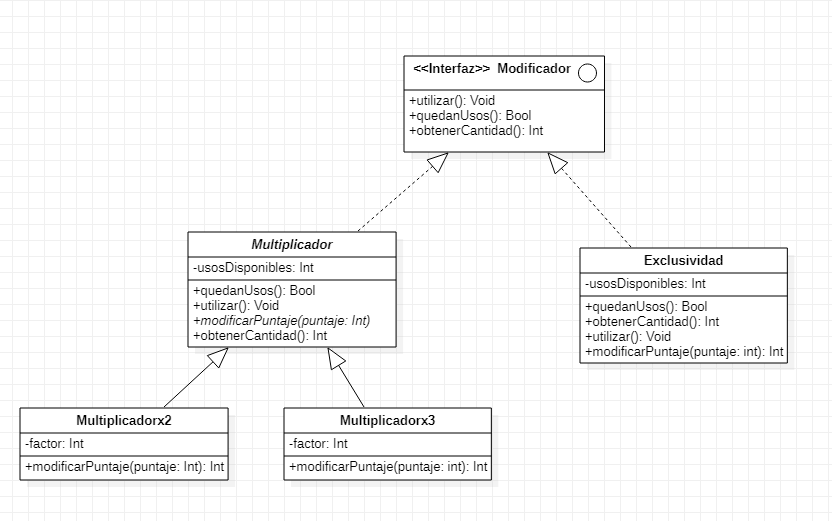 <<Interfaz>> Modificador
+utilizar(): Void
+quedanUsos(): Bool
+obtenerCantidad(): Int
Multiplicador
-usosDisponibles: Int
+quedanUsos(): Bool
+utilizar(): Void
+modificarPuntaje(puntaje: Int)
+obtenerCantidad(): Int
Exclusividad
-usosDisponibles: Int
+quedanUsos(): Bool
+obtenerCantidad(): Int
+utilizar(): Void
+modificarPuntaje(puntaje: int): Int
Multiplicadorx2
-factor: Int
+modificarPuntaje(puntaje: Int): Int
Multiplicadorx3
-factor: Int
+modificarPuntaje(puntaje: int): Int